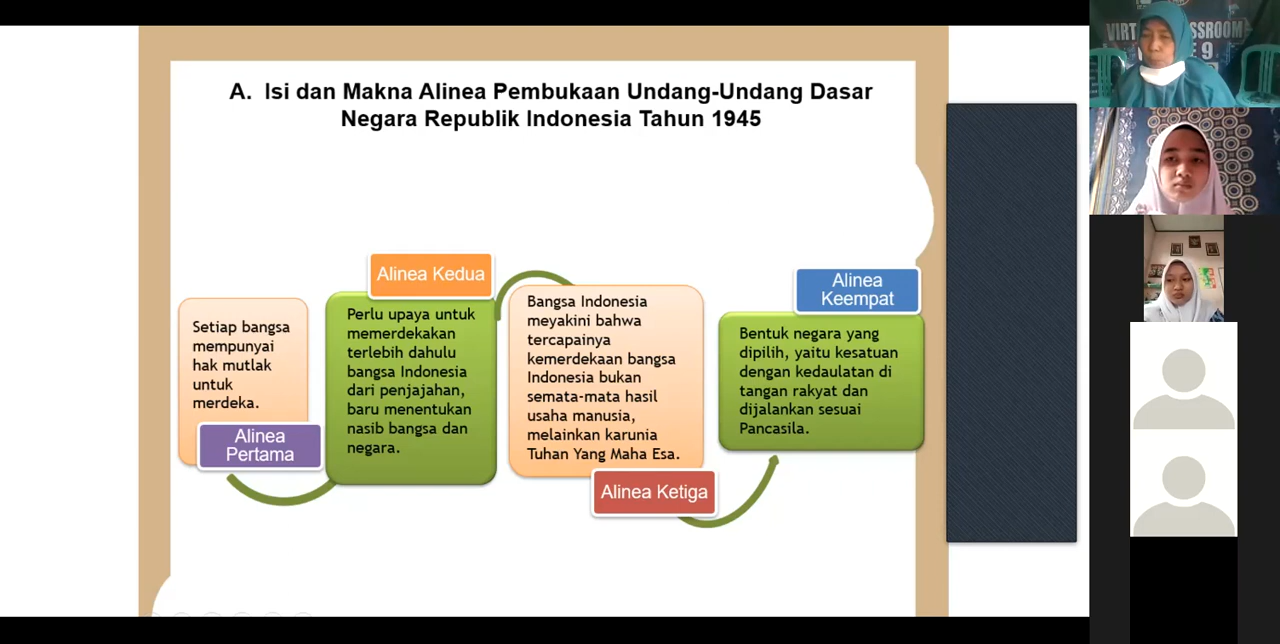 A. Isi dan Makna Alinea Pembukaan Undang-Undang Dasar
Negara Republik Indonesia Tahun 1945
Setiap bangsa
mempunyai
hak mutlak
untuk
merdeka.
Alinea
Pertama
Alinea Kedua
Perlu upaya untuk
memerdekakan
terlebih dahulu
bangsa Indonesia
dari penjajahan,
baru menentukan
nasib bangsa dan
negara.
Bangsa Indonesia
meyakini bahwa
tercapainya
kemerdekaan bangsa
Indonesia bukan
semata-mata hasil
usaha manusia,
melainkan karunia
Tuhan Yang Maha Esa.
Alinea Ketiga
Alinea
Keempat
Bentuk negara yang
dipilih, yaitu kesatuan
dengan kedaulatan di
tangan rakyat dan
dijalankan sesuai
Pancasila.
VIRT SSROOM
9